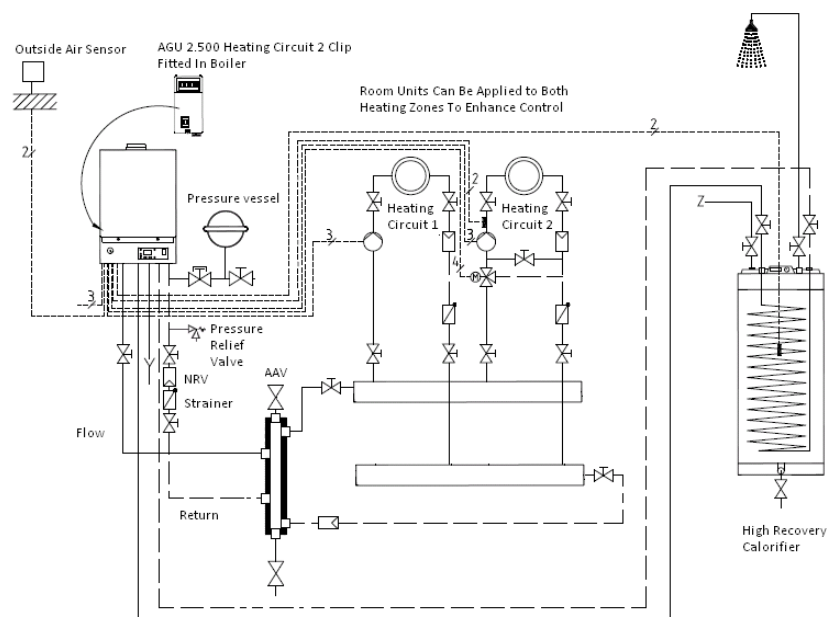 Outside Air Sensor
AGU 2.500 Heating Circuit 2 Clip
Fitted In Boiler
Room Units Can Be Applied to Both
Heating Zones To Enhance Control
2
2
Pressure vessel
2
Heating
Circuit 1
Heating
Circuit 2
Z
3
3
4
M
3
Pressure
Relief
Valve
NRV
Strainer
AAV
Flow
Return
High Recovery
Calorifier